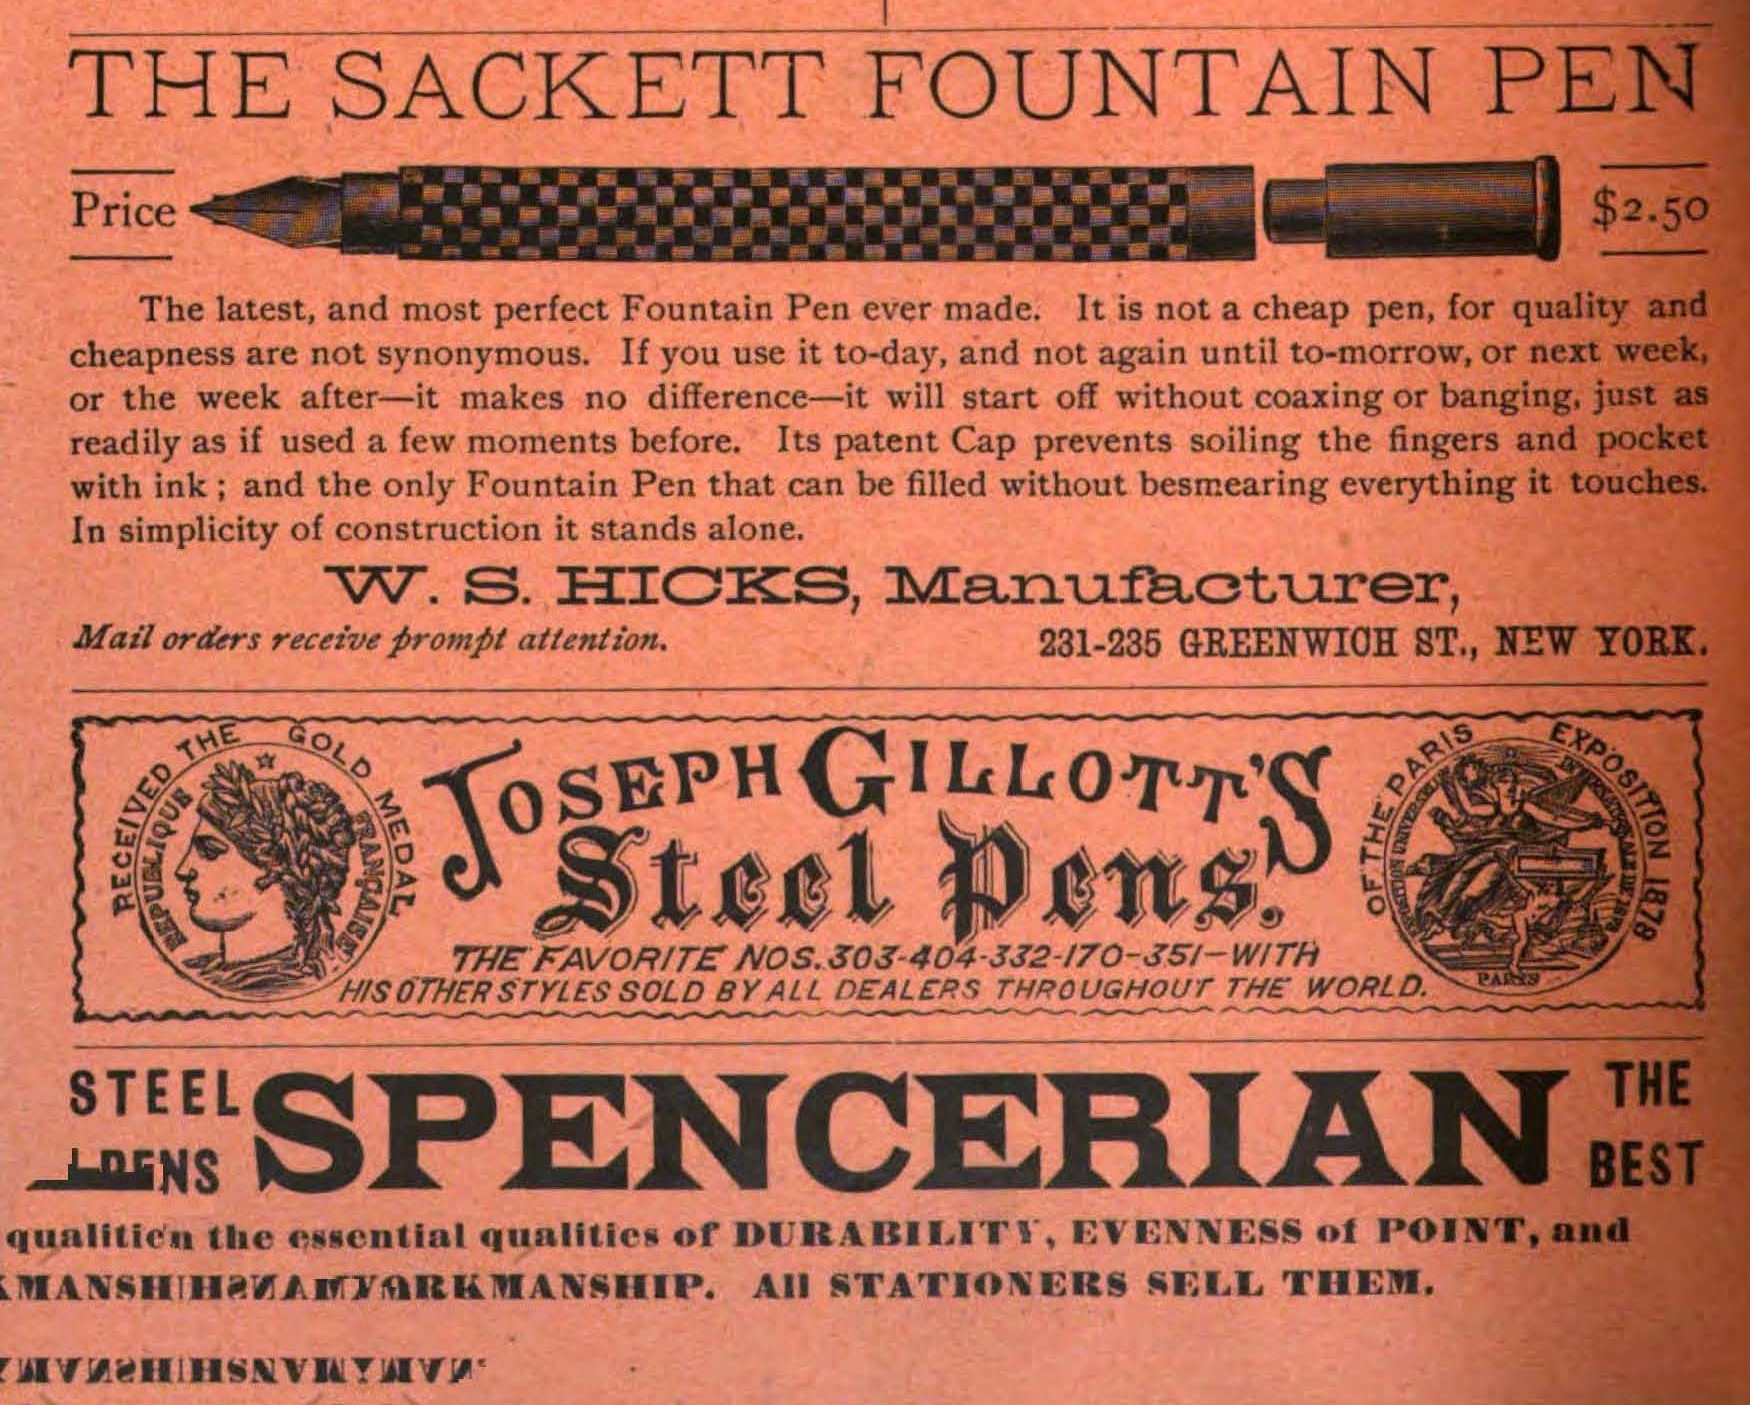 THE SACKETT FOUNTAIN PEN
Price $2.50
The latest, and most perfect Fountain Pen ever made. It is not a cheap pen, for quality and
cheapness are not synonymous. If you use it to-day, and not again until to-morrow, or next week,
or the week after—it makes no difference—it will start off without coaxing or banging, just as
readily as if used a few moments before. Its patent Cap prevents soiling the fingers and pocket
with ink; and the only Fountain Pen that can be filled without besmearing everything it touches.
In simplicity of construction it stands alone.
W. S. HICKS, Manufacturer,
Mail orders receive prompt attention. 231-235 GREENWICH ST., NEW YORK.
RECEIVED THE GOLD MEDAL
REPUBLIQUE FRANÇAISE
JOSEPH GILLOTT'S
Steel Pens.
OF THE PARIS EXPOSITION 1878
PARIS
THE FAVORITE NOS. 303-404-332-170-351-WITH
HIS OTHER STYLES SOLD BY ALL DEALERS THROUGHOUT THE WORLD.
STEEL PENS SPENCERIAN THE BEST
the essential qualities of DURABILITY, EVENNESS of POINT, and
WORKMANSHIP. All STATIONERS SELL THEM.